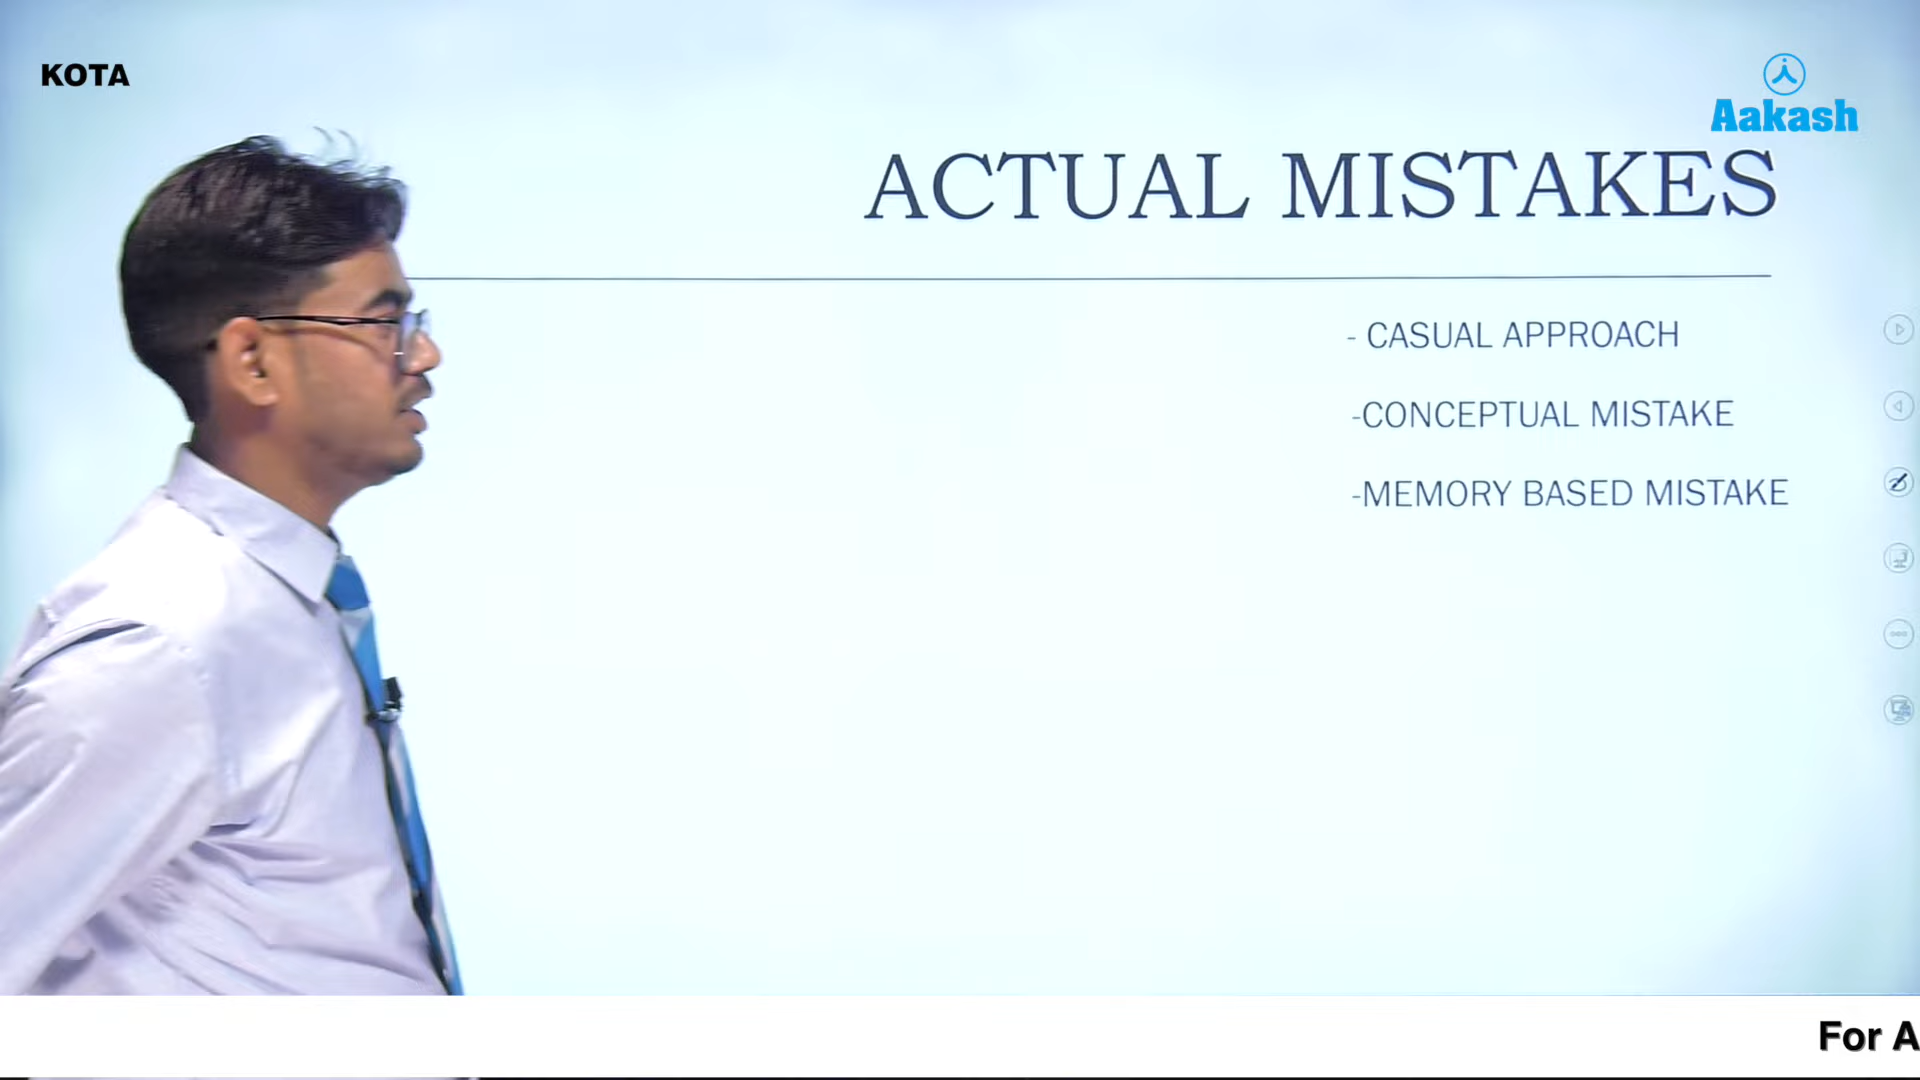 KOTA
Aakash
ACTUAL MISTAKES
- CASUAL APPROACH
-CONCEPTUAL MISTAKE
-MEMORY BASED MISTAKE
For A